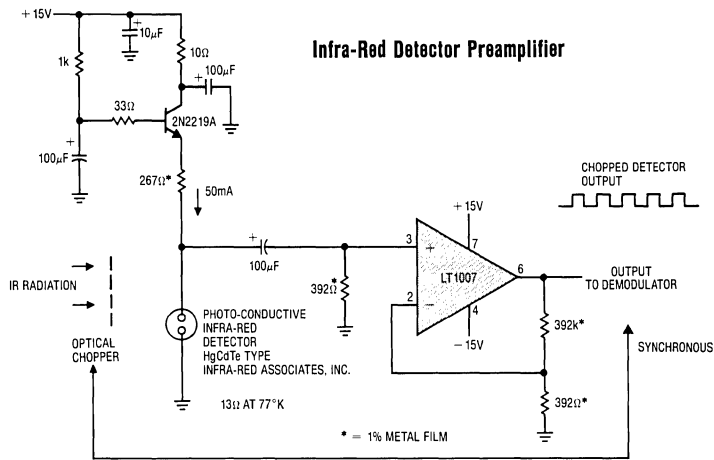 Infra-Red Detector Preamplifier
+15V
+
10µF
10Ω
1k
+
100µF
33Ω
2N2219A
+
100µF
267Ω*
50mA
CHOPPED DETECTOR
OUTPUT
+15V
+
100µF
3
+
7
LT1007
6
2
−
4
−15V
392Ω*
OUTPUT
TO DEMODULATOR
392k*
SYNCHRONOUS
392Ω*
IR RADIATION
OPTICAL
CHOPPER
PHOTO-CONDUCTIVE
INFRA-RED
DETECTOR
HgCdTe TYPE
INFRA-RED ASSOCIATES, INC.
13Ω AT 77°K
* = 1% METAL FILM